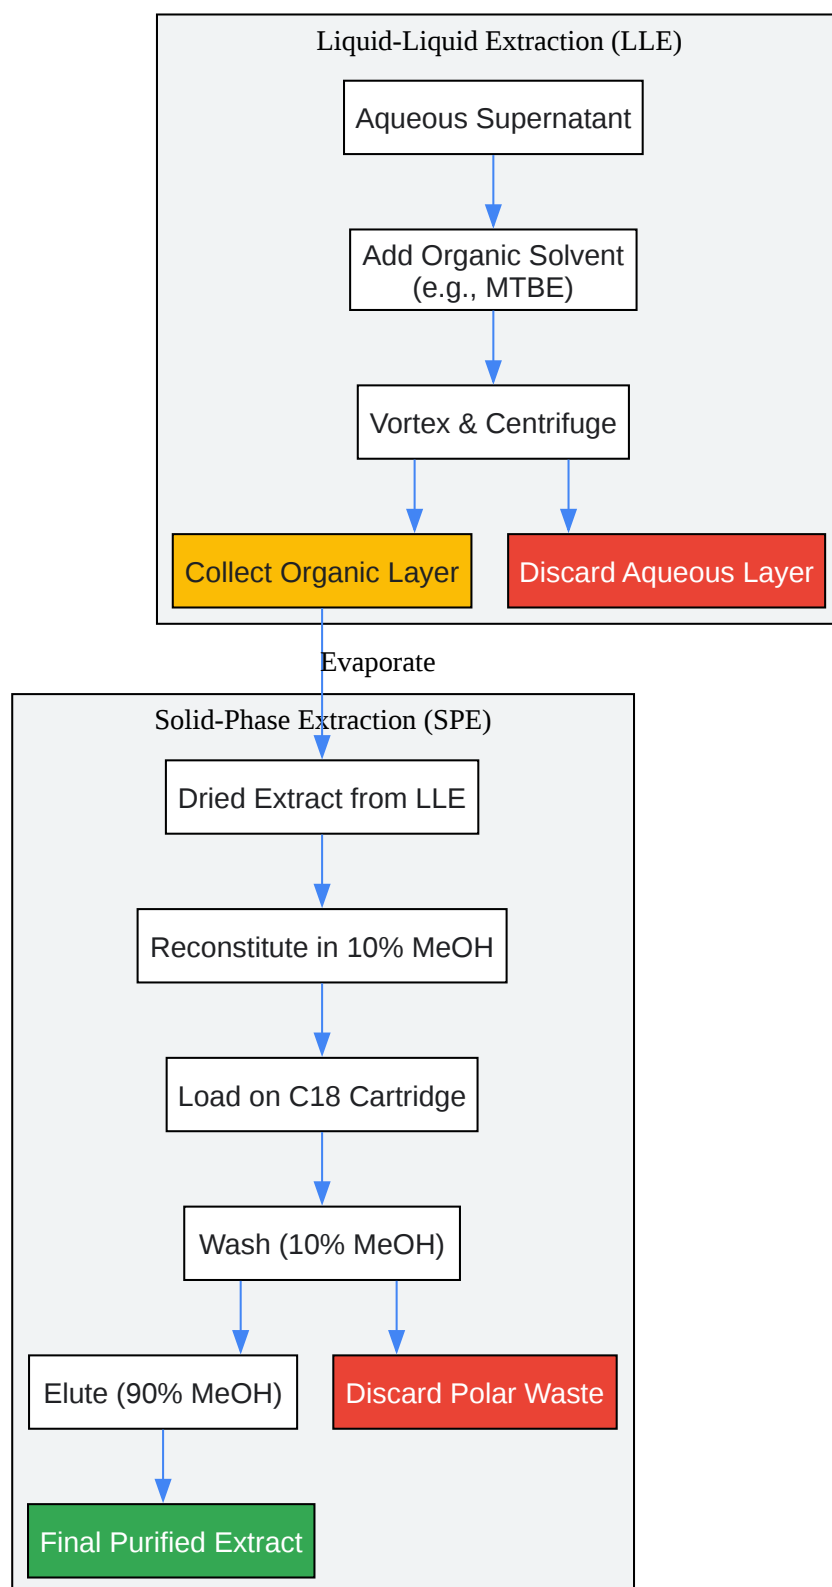 Liquid-Liquid Extraction (LLE)
Aqueous Supernatant
Add Organic Solvent
(e.g., MTBE)
Vortex & Centrifuge
Collect Organic Layer
Discard Aqueous Layer
Evaporate
Solid-Phase Extraction (SPE)
Dried Extract from LLE
Reconstitute in 10% MeOH
Load on C18 Cartridge
Wash (10% MeOH)
Elute (90% MeOH)
Discard Polar Waste
Final Purified Extract